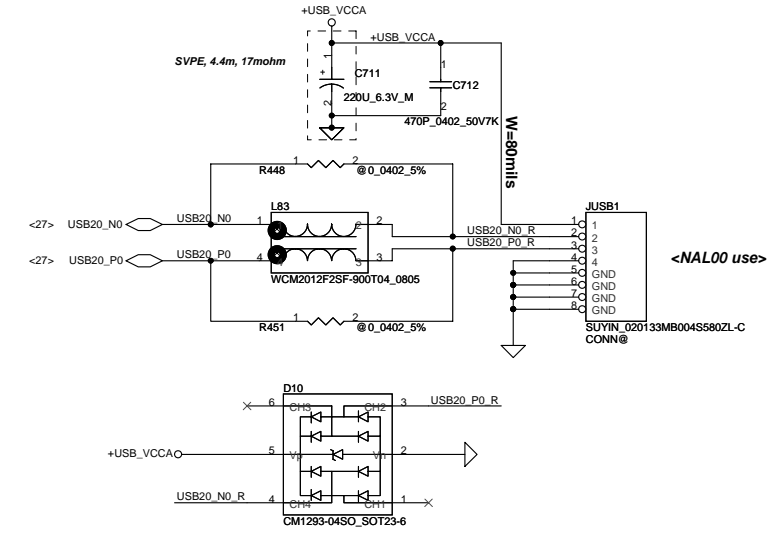 +USB_VCCA
+USB_VCCA
SVPE, 4.4m, 17mohm
1
+
C711
2
220U_6.3V_M
1
C712
2
470P_0402_50V7K
W=80mils
1 2
R448 @0_0402_5%
L83
JUSB1
<27> USB20_N0 USB20_N0 1 2 2 USB20_N0_R
<27> USB20_P0 USB20_P0 4 3 3 USB20_P0_R
WCM2012F2SF-900T04_0805
1 1
2 2
3 3
4 4
5 GND
6 GND
7 GND
8 GND
<NAL00 use>
SUYIN_020133MB004S580ZL-C
CONN@
1 2
R451 @0_0402_5%
D10
6 CH3 CH2 3 USB20_P0_R
+USB_VCCA 5 Vp Vn 2
USB20_N0_R 4 CH4 CH1 1
CM1293-04SO_SOT23-6